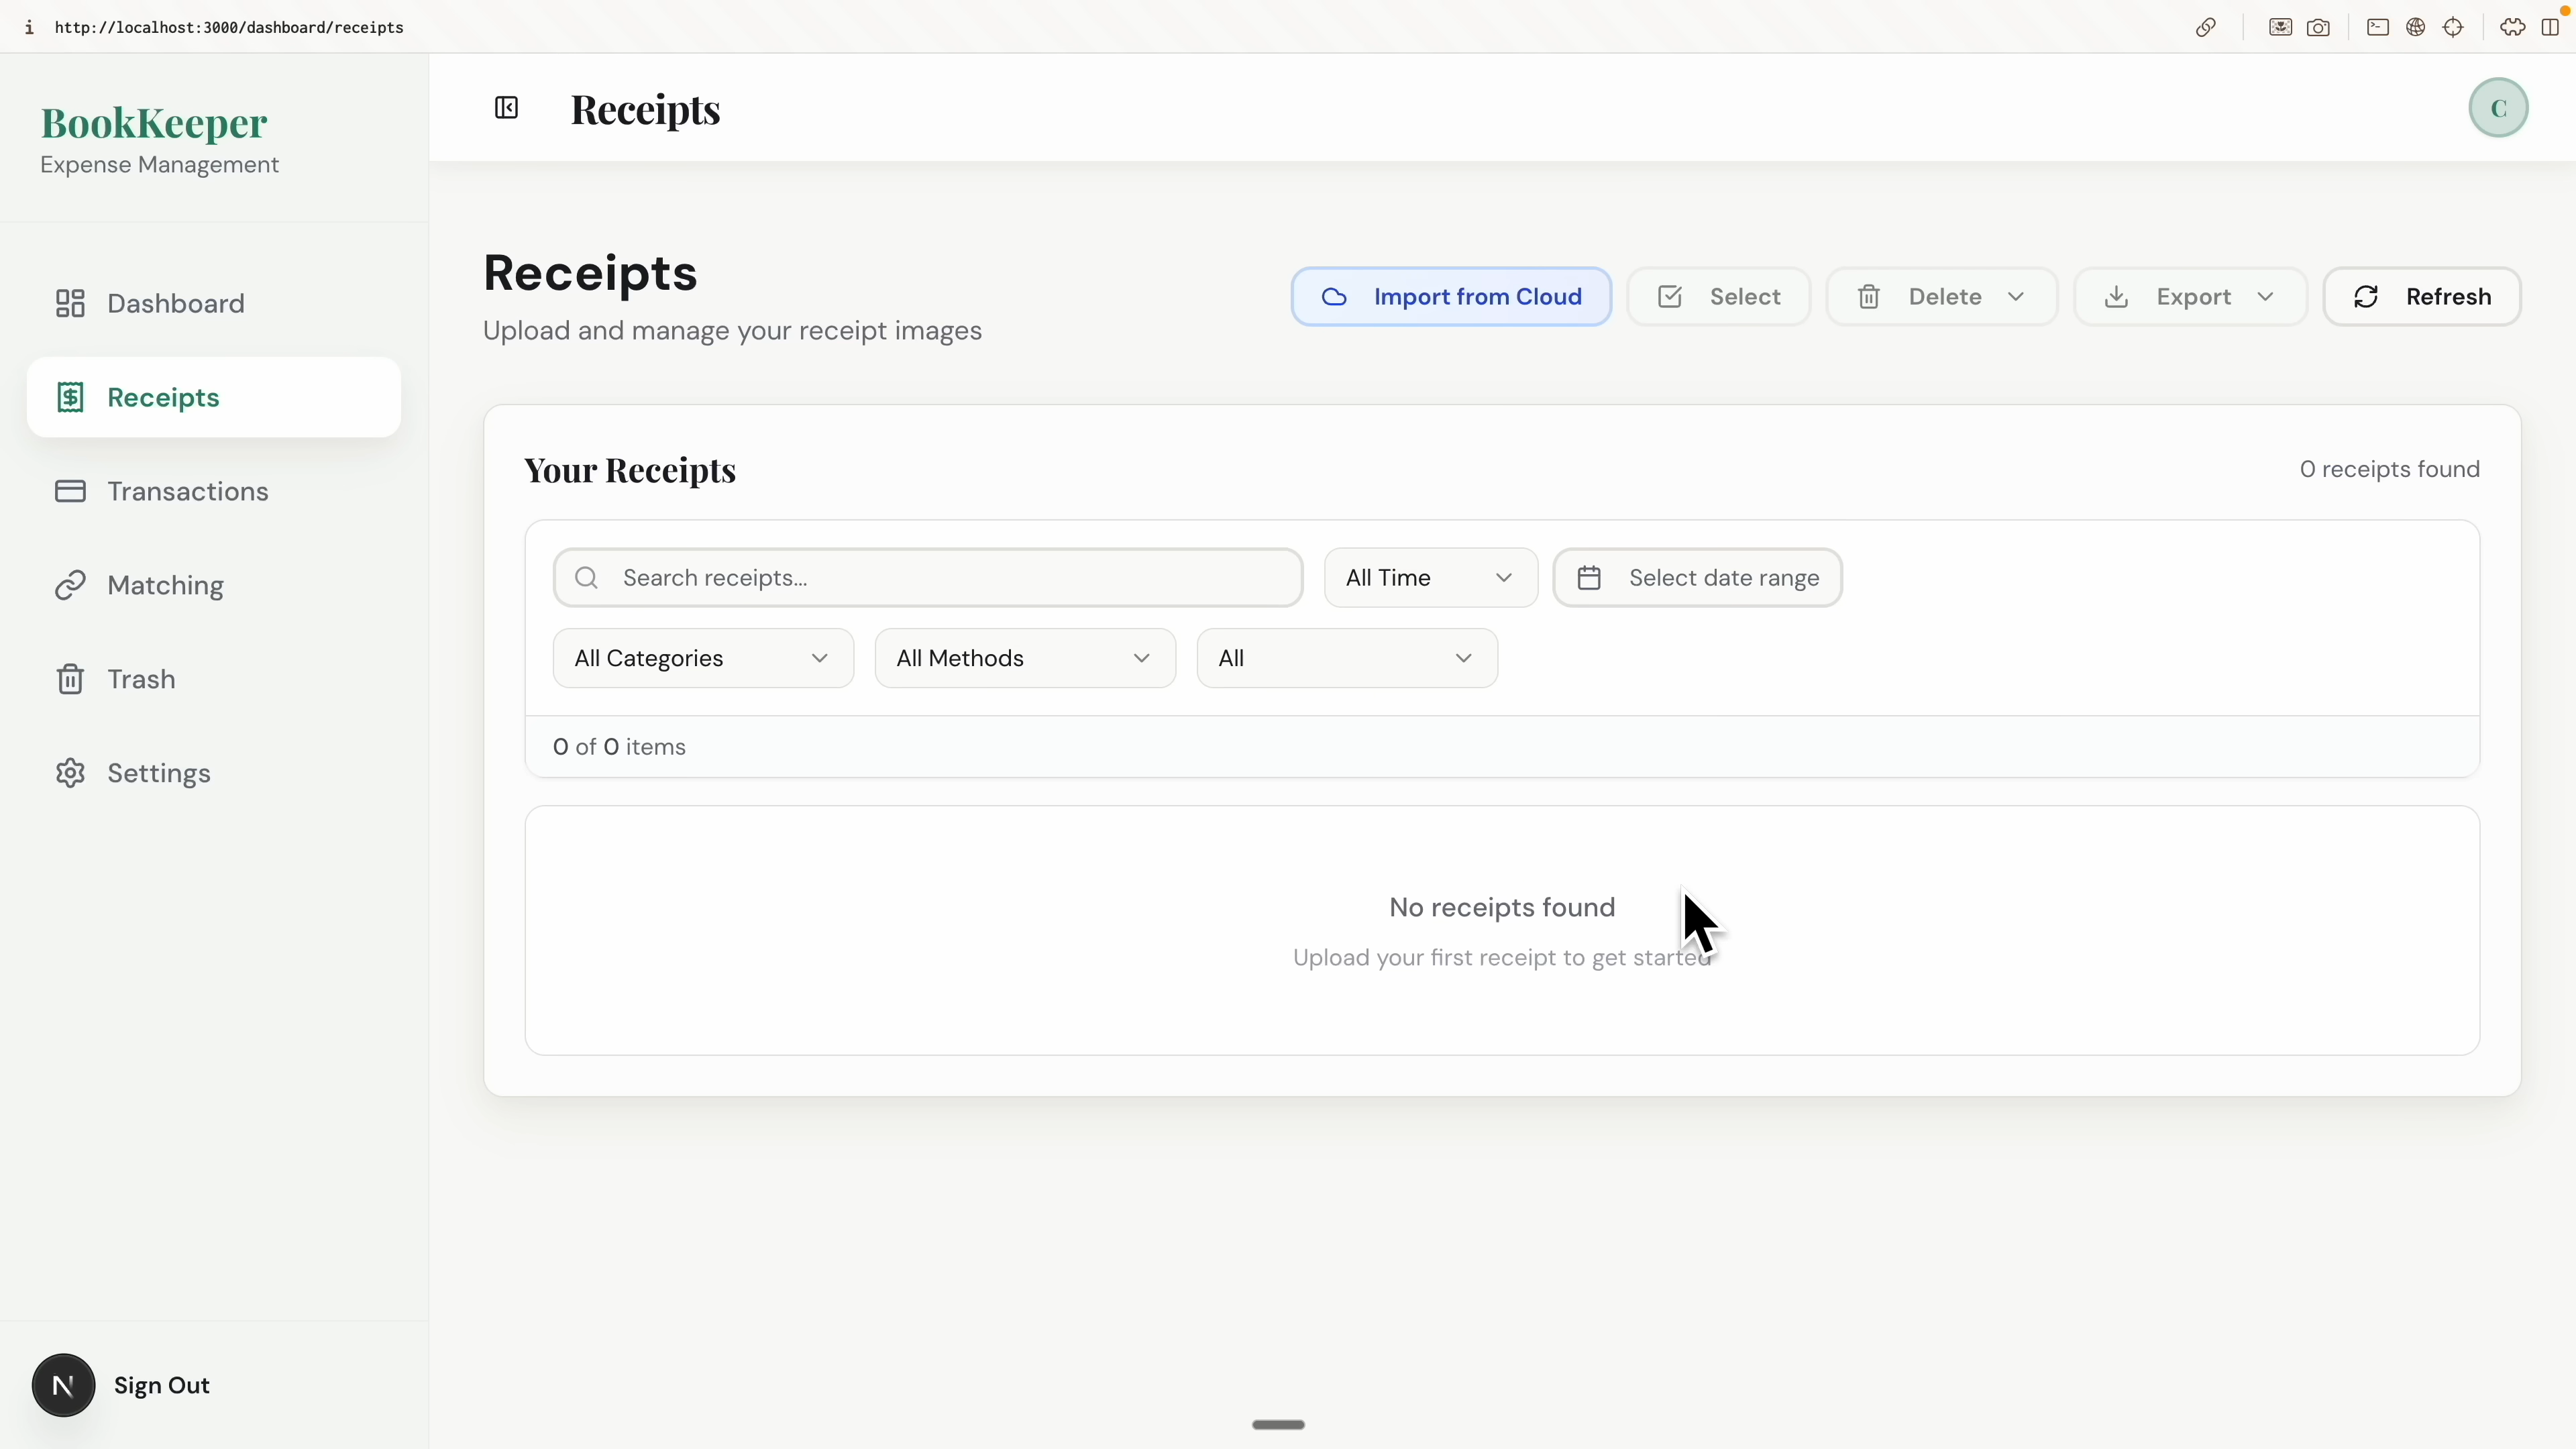 http://localhost:3000/dashboard/receipts
BookKeeper
Expense Management
Dashboard
Receipts
Transactions
Matching
Trash
Settings
N
Sign Out
Receipts
C
Receipts
Upload and manage your receipt images
Import from Cloud
Select
Delete
Export
Refresh
Your Receipts
0 receipts found
Search receipts...
All Time
Select date range
All Categories
All Methods
All
0 of 0 items
No receipts found
Upload your first receipt to get started